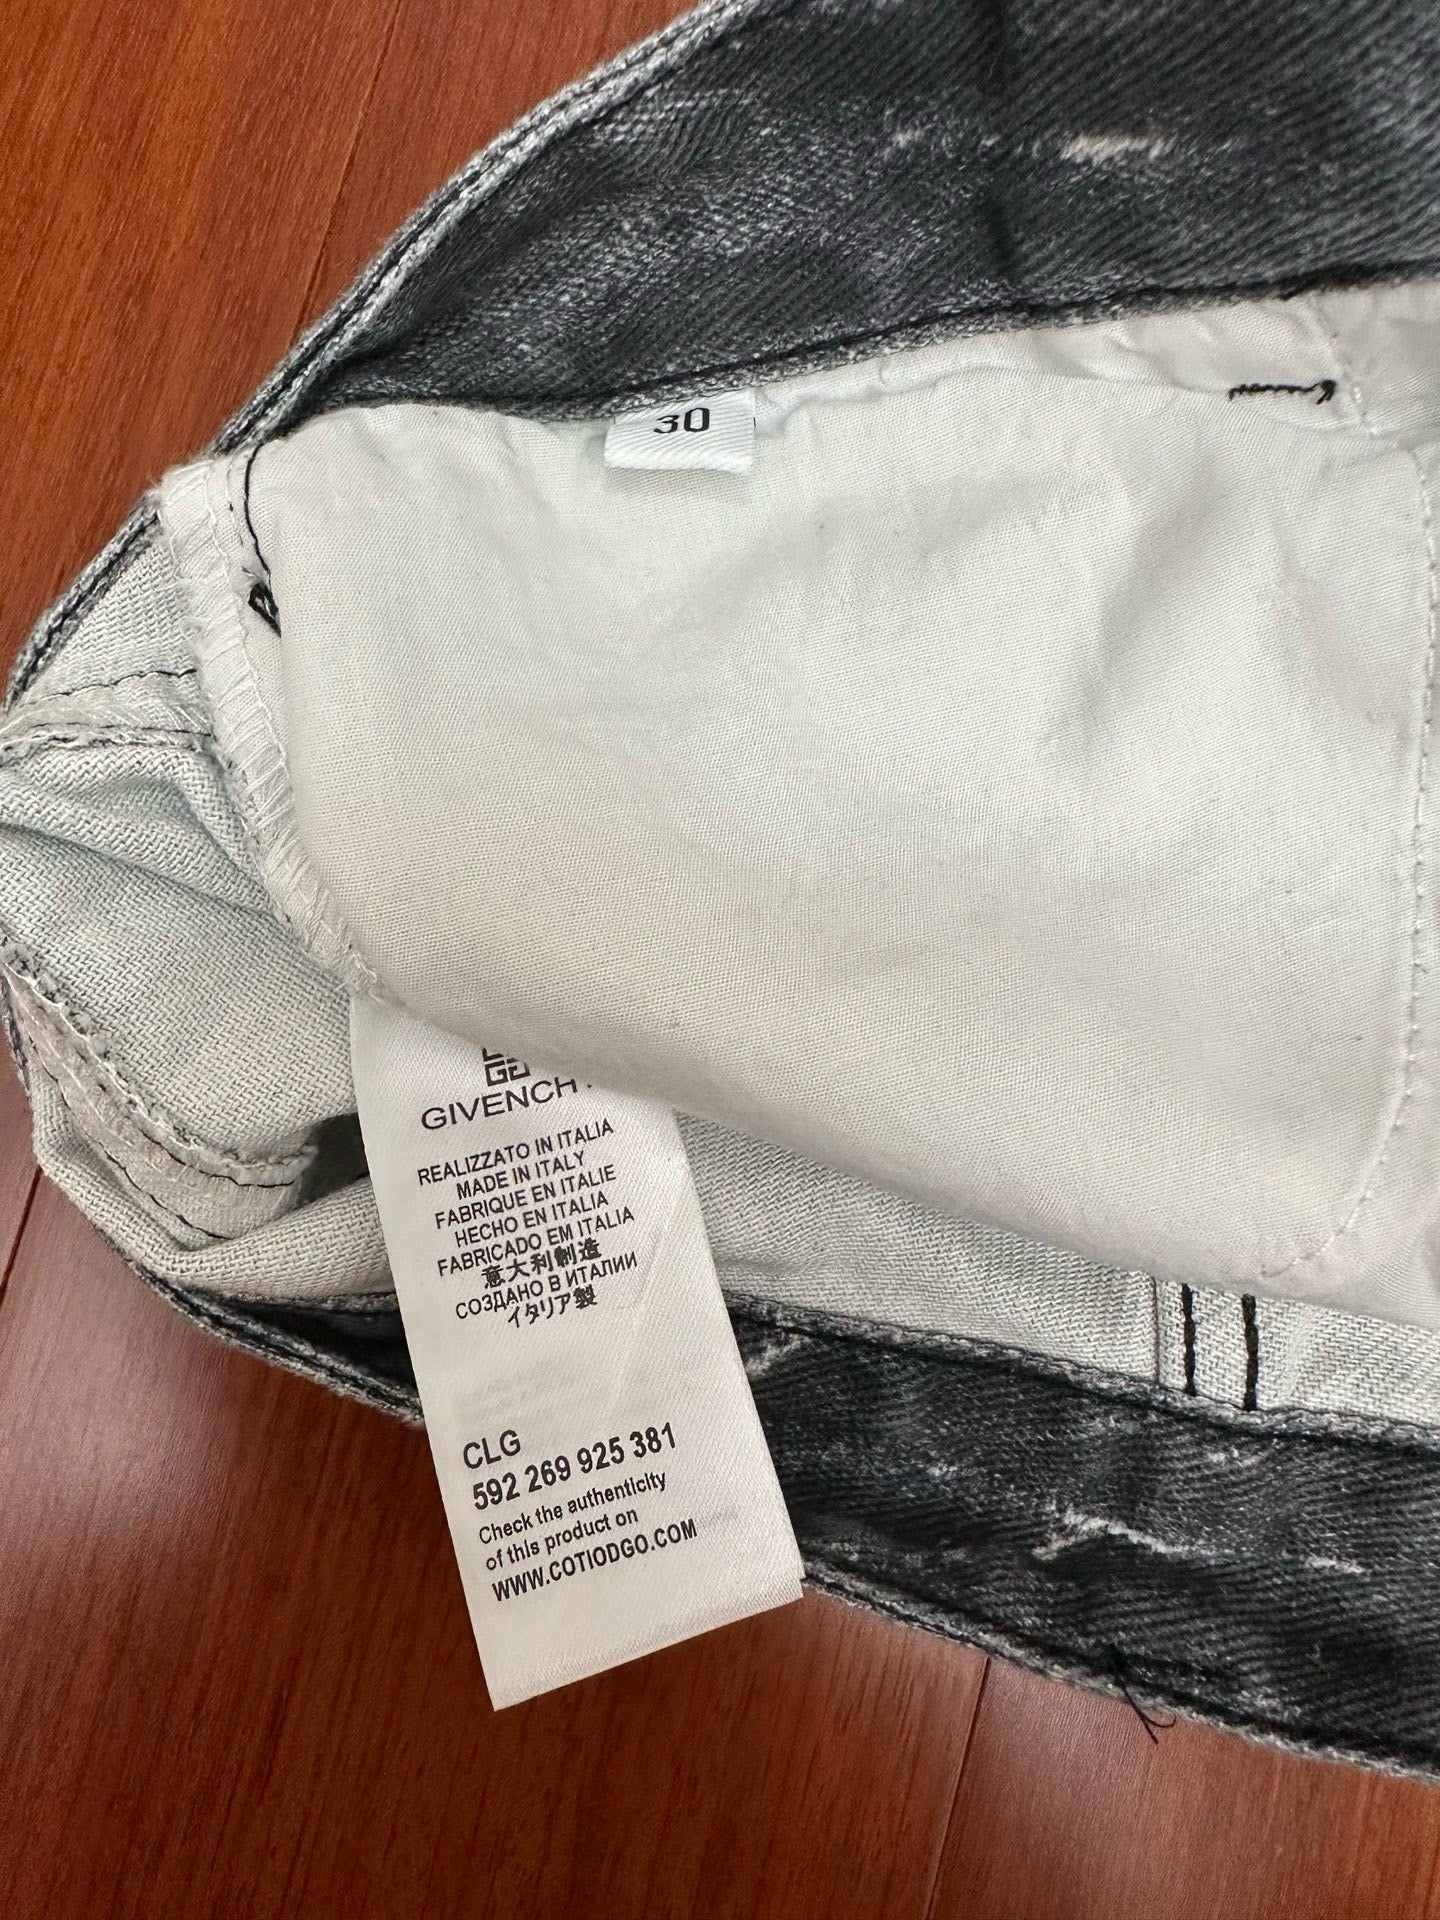 30
GIVENCHY
REALIZZATO IN ITALIA
MADE IN ITALY
FABRIQUE EN ITALIE
HECHO EN ITALIA
FABRICADO EM ITALIA
意大利制造
СОЗДАНО В ИТАЛИИ
イタリア製
CLG
592 269 925 381
Check the authenticity
of this product on
WWW.COTIODGO.COM